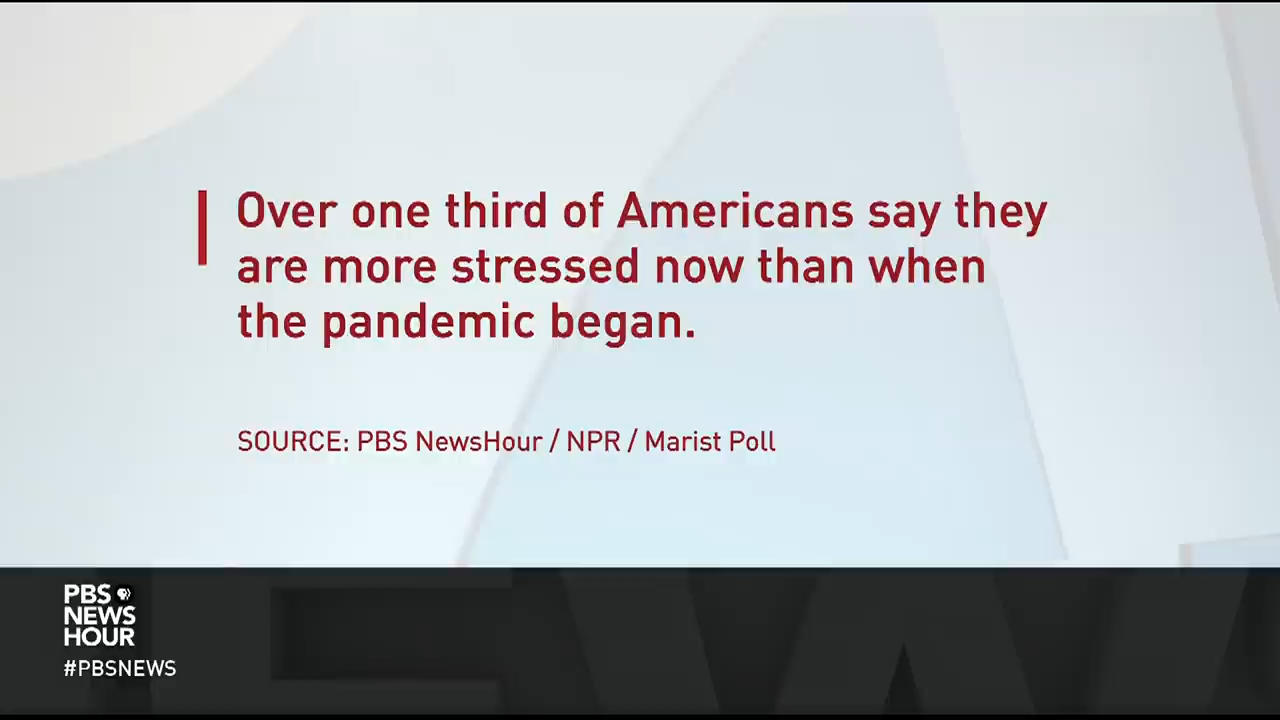 Over one third of Americans say they
are more stressed now than when
the pandemic began.
SOURCE: PBS NewsHour / NPR / Marist Poll
PBS
NEWS
HOUR
#PBSNEWS